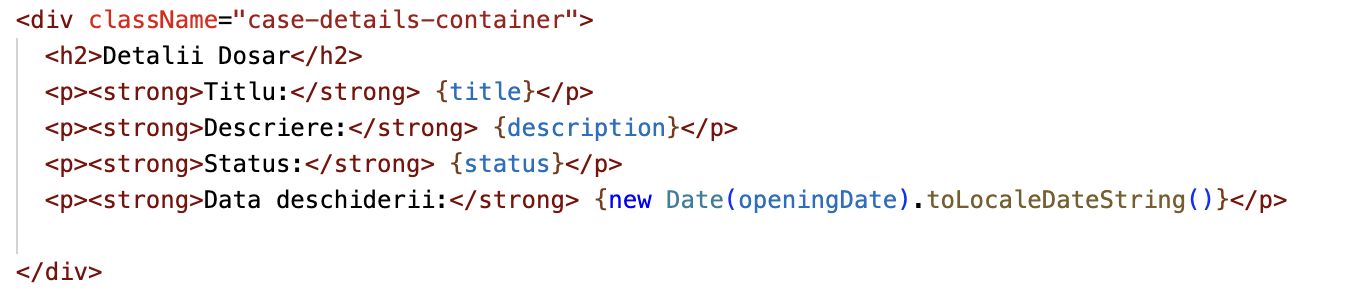 <div className="case-details-container">
<h2>Detalii Dosar</h2>
<p><strong>Titlu:</strong> {title}</p>
<p><strong>Descriere:</strong> {description}</p>
<p><strong>Status:</strong> {status}</p>
<p><strong>Data deschiderii:</strong> {new Date(openingDate).toLocaleDateString()}</p>
</div>